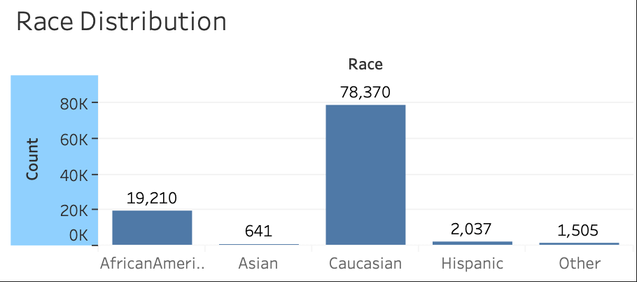 Race Distribution
Race
Count
80K
60K
40K
20K
0K
19,210
641
78,370
2,037
1,505
AfricanAmeri..
Asian
Caucasian
Hispanic
Other